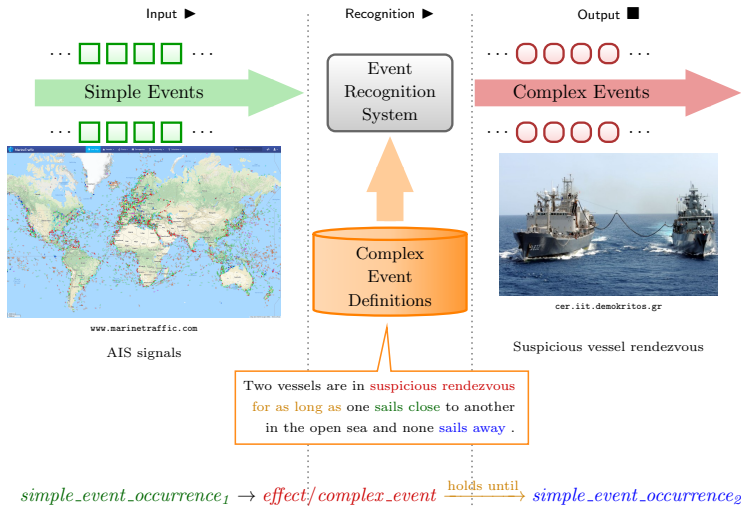 Input ▶ Recognition ▶ Output ■
··· ···
Simple Events
··· ···
Event
Recognition
System
··· ···
Complex Events
··· ···
MarineTraffic
www.marinetraffic.com
AIS signals
Complex
Event
Definitions
cer.iit.demokritos.gr
Suspicious vessel rendezvous
Two vessels are in suspicious rendezvous
for as long as one sails close to another
in the open sea and none sails away .
simple_event_occurrence1 → effect/complex_event holds until simple_event_occurrence2